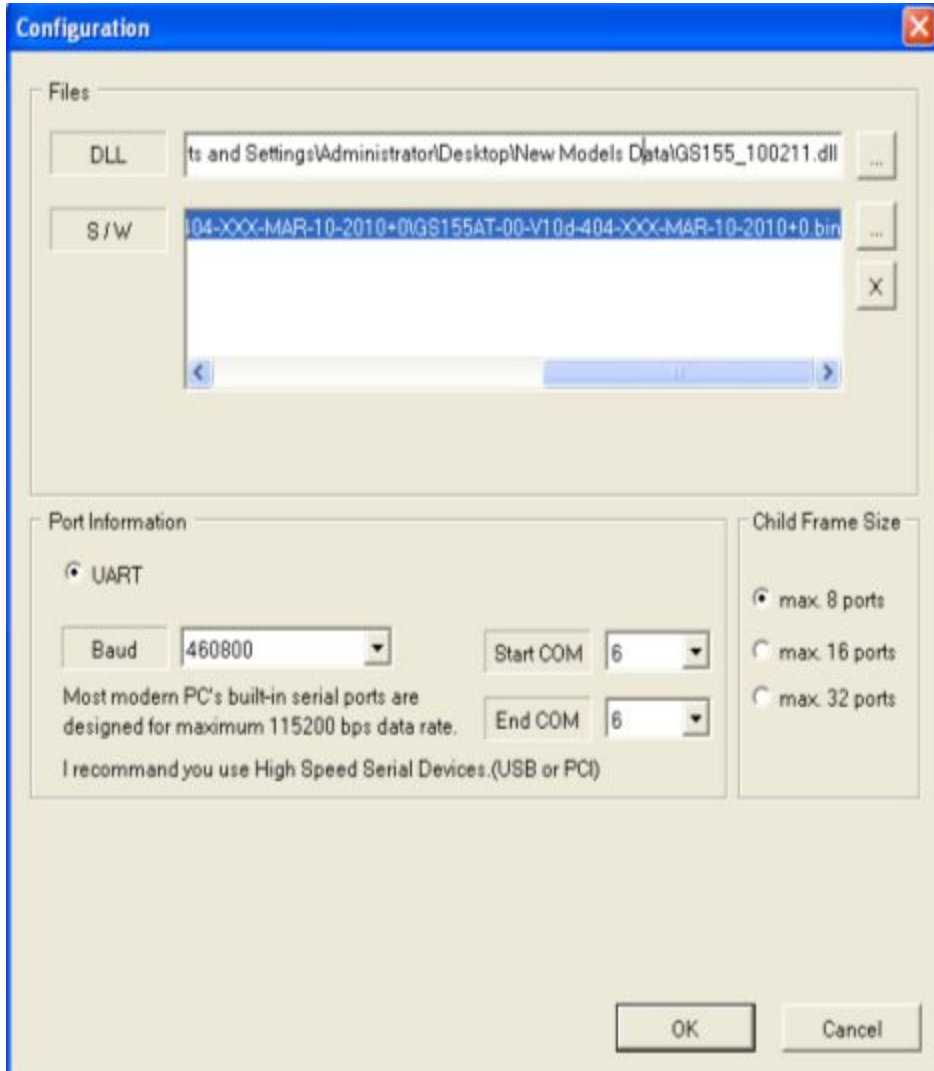 Configuration
Files
DLL
ts and Settings\Administrator\Desktop\New Models Data\GS155_100211.dll
...
S/W
404-XXX-MAR-10-2010+0\GS155AT-00-V10d-404-XXX-MAR-10-2010+0.bin
...
X
Port Information
UART
Baud
460800
Start COM
6
Most modern PC's built-in serial ports are
designed for maximum 115200 bps data rate.
End COM
6
I recommand you use High Speed Serial Devices.(USB or PCI)
Child Frame Size
max. 8 ports
max. 16 ports
max. 32 ports
OK
Cancel